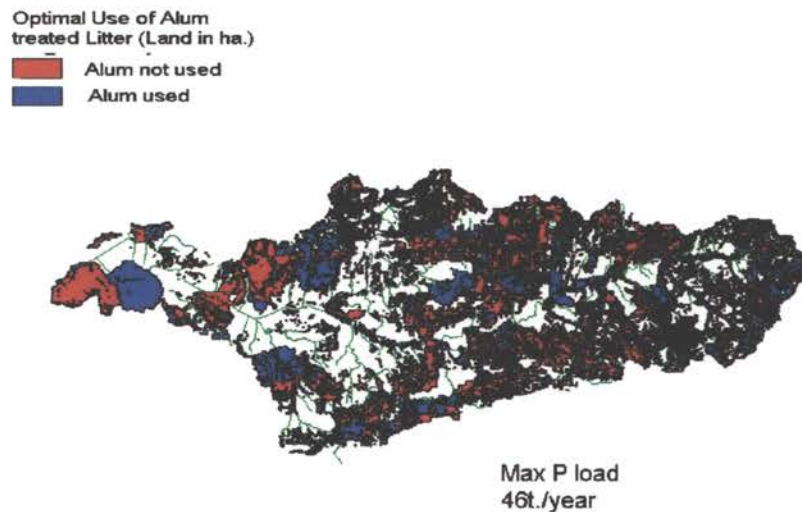 Optimal Use of Alum
treated Litter (Land in ha.)
Alum not used
Alum used
Max P load
46t./year